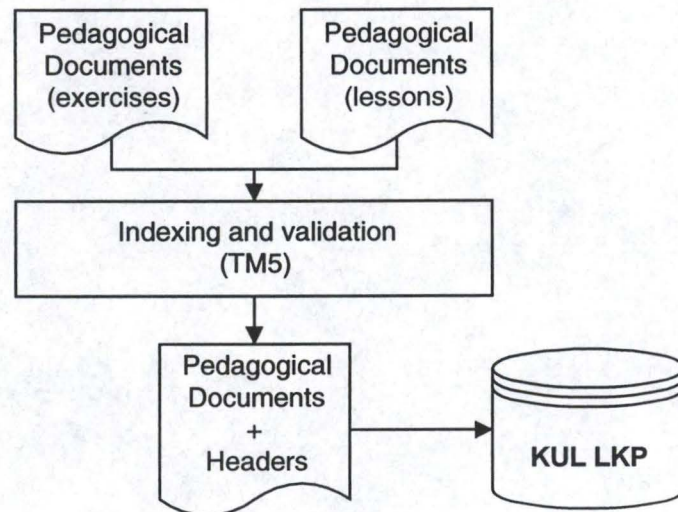 Pedagogical
Documents
(exercises)
Pedagogical
Documents
(lessons)
Indexing and validation
(TM5)
Pedagogical
Documents
+
Headers
KUL LKP